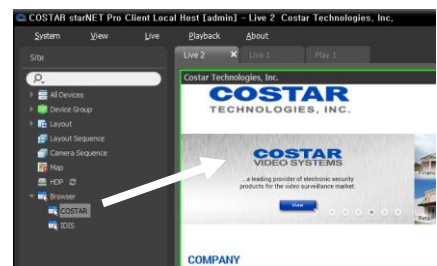 COSTAR starNET Pro Client Local Host [admin] - Live 2 Costar Technologies, Inc.
System View Live Playback About
Site
Live 2 Live 1 Play 1
Costar Technologies, Inc.
All Devices
Device Group
Layout
Layout Sequence
Camera Sequence
Map
HDP
Browser
COSTAR
IDIS
COSTAR
TECHNOLOGIES, INC.
COSTAR
VIDEO SYSTEMS
...a leading provider of electronic security
products for the video surveillance market.
View
COMPANY